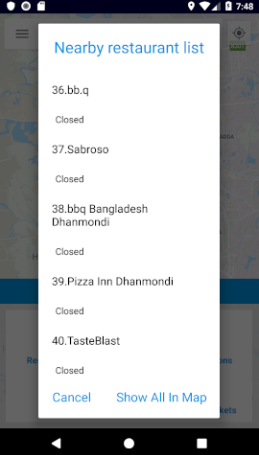 7:48
Nearby restaurant list
36.bb.q
Closed
37.Sabroso
Closed
38.bbq Bangladesh
Dhanmondi
Closed
39.Pizza Inn Dhanmondi
Closed
40.TasteBlast
Closed
Cancel
Show All In Map